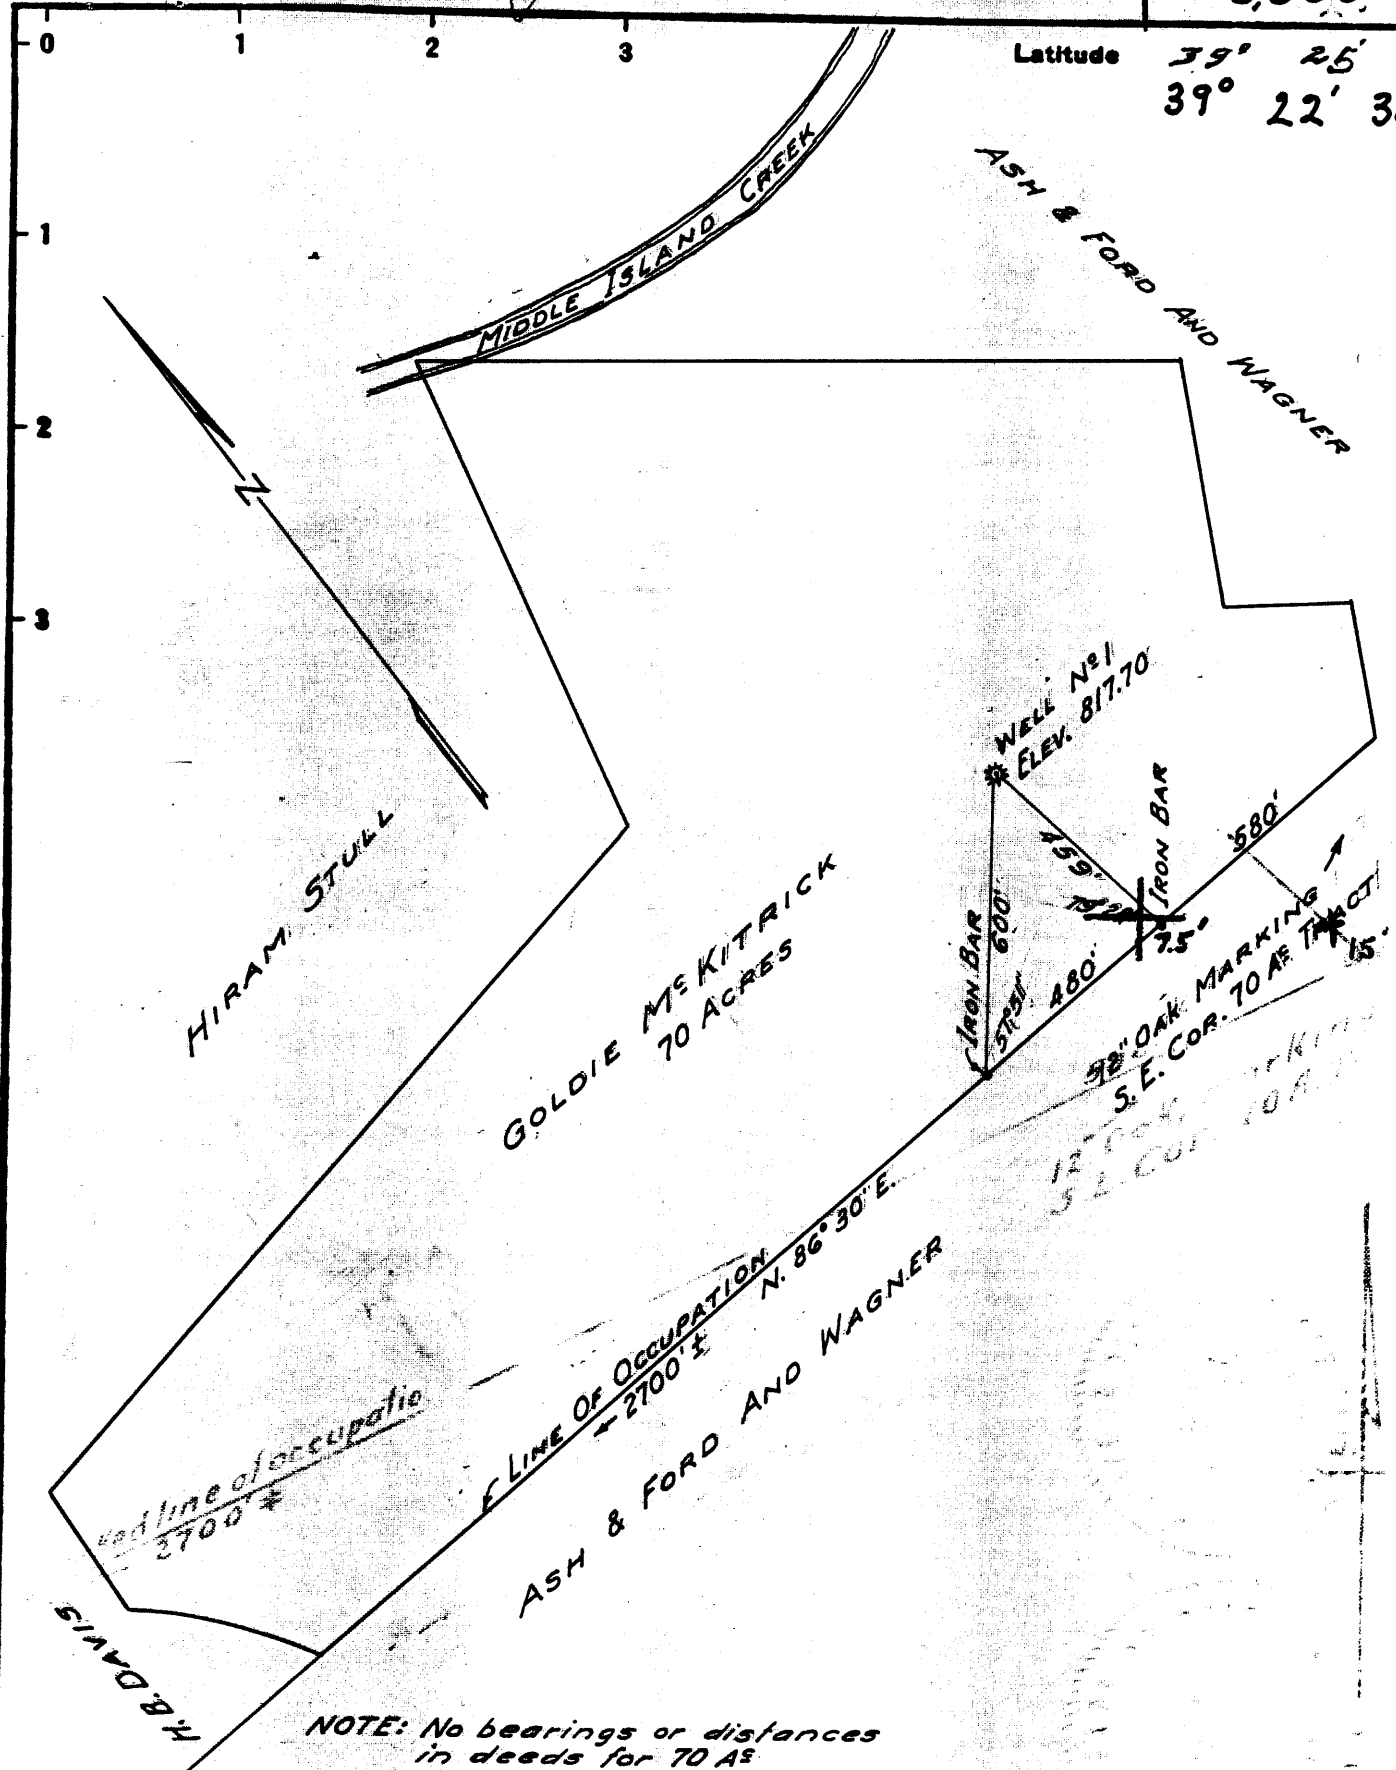 0 1 2 3
Latitude 39° 25'
39° 22'
1
2
3
MIDDLE ISLAND CREEK
ASH & FORD AND WAGNER
N
WELL Nº 1
ELEV. 817.70
HIRAM STULL
GOLDIE McKITRICK
70 ACRES
459'
IRON BAR
580'
600'
IRON BAR
480'
7.5'
15'
OAK MARKING
S. E. COR. 70 AS TRACT
LINE OF OCCUPATION
2700' ±
N. 86° 30' E.
ASH & FORD AND WAGNER
line of occupatio
2700' ±
H.B. DAVIS
NOTE: No bearings or distances
in deeds for 70 AS